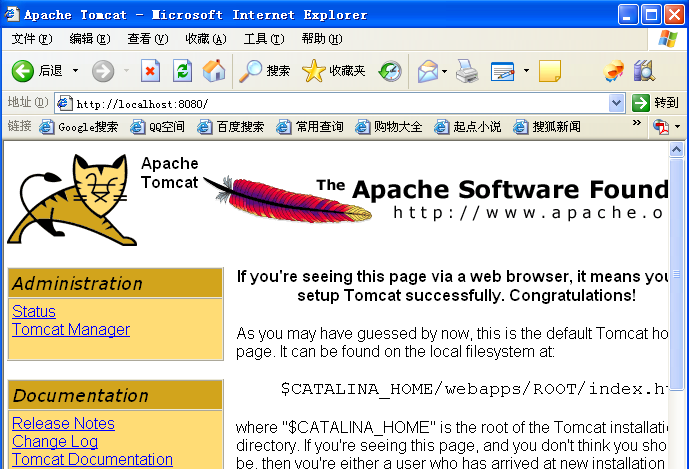 Apache Tomcat - Microsoft Internet Explorer
文件(F) 编辑(E) 查看(V) 收藏(A) 工具(T) 帮助(H)
后退 搜索 收藏夹
地址(D) http://localhost:8080/ 转到
链接 Google搜索 QQ空间 百度搜索 常用查询 购物大全 起点小说 搜狐新闻 »
Apache
Tomcat
The Apache Software Found
http://www.apache.o
Administration
Status
Tomcat Manager
Documentation
Release Notes
Change Log
Tomcat Documentation
If you're seeing this page via a web browser, it means you
setup Tomcat successfully. Congratulations!
As you may have guessed by now, this is the default Tomcat ho
page. It can be found on the local filesystem at:
$CATALINA_HOME/webapps/ROOT/index.h
where "$CATALINA_HOME" is the root of the Tomcat installati
directory. If you're seeing this page, and you don't think you sho
be, then you're either a user who has arrived at new installation